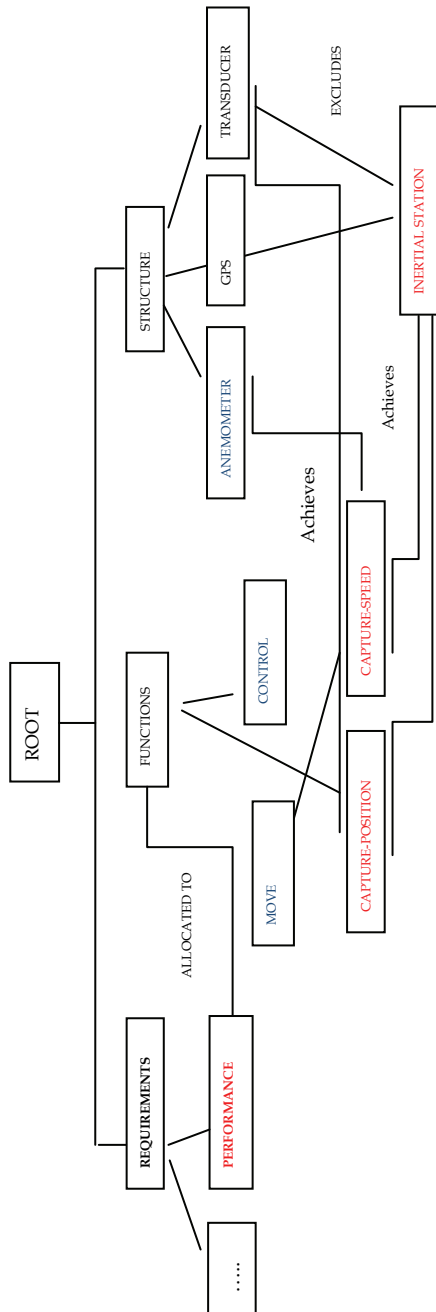 ROOT
REQUIREMENTS
FUNCTIONS
STRUCTURE
.....
PERFORMANCE
ALLOCATED TO
MOVE
CONTROL
ANEMOMETER
GPS
TRANSDUCER
Achieves
EXCLUDES
CAPTURE-POSITION
CAPTURE-SPEED
Achieves
INERTIAL STATION